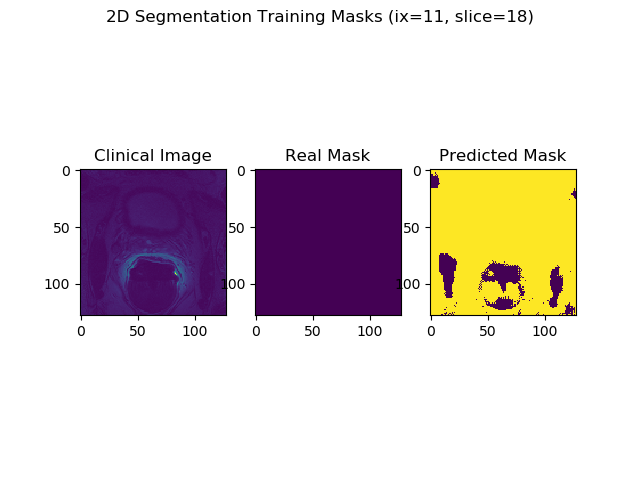 2D Segmentation Training Masks (ix=11, slice=18)
Clinical Image Real Mask Predicted Mask
0 0 0
50 50 50
100 100 100
0 50 100 0 50 100 0 50 100